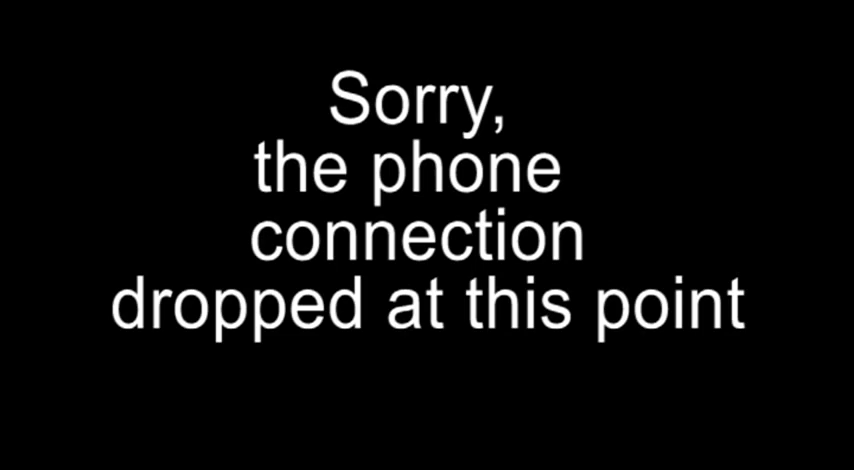 Sorry,
the phone
connection
dropped at this point